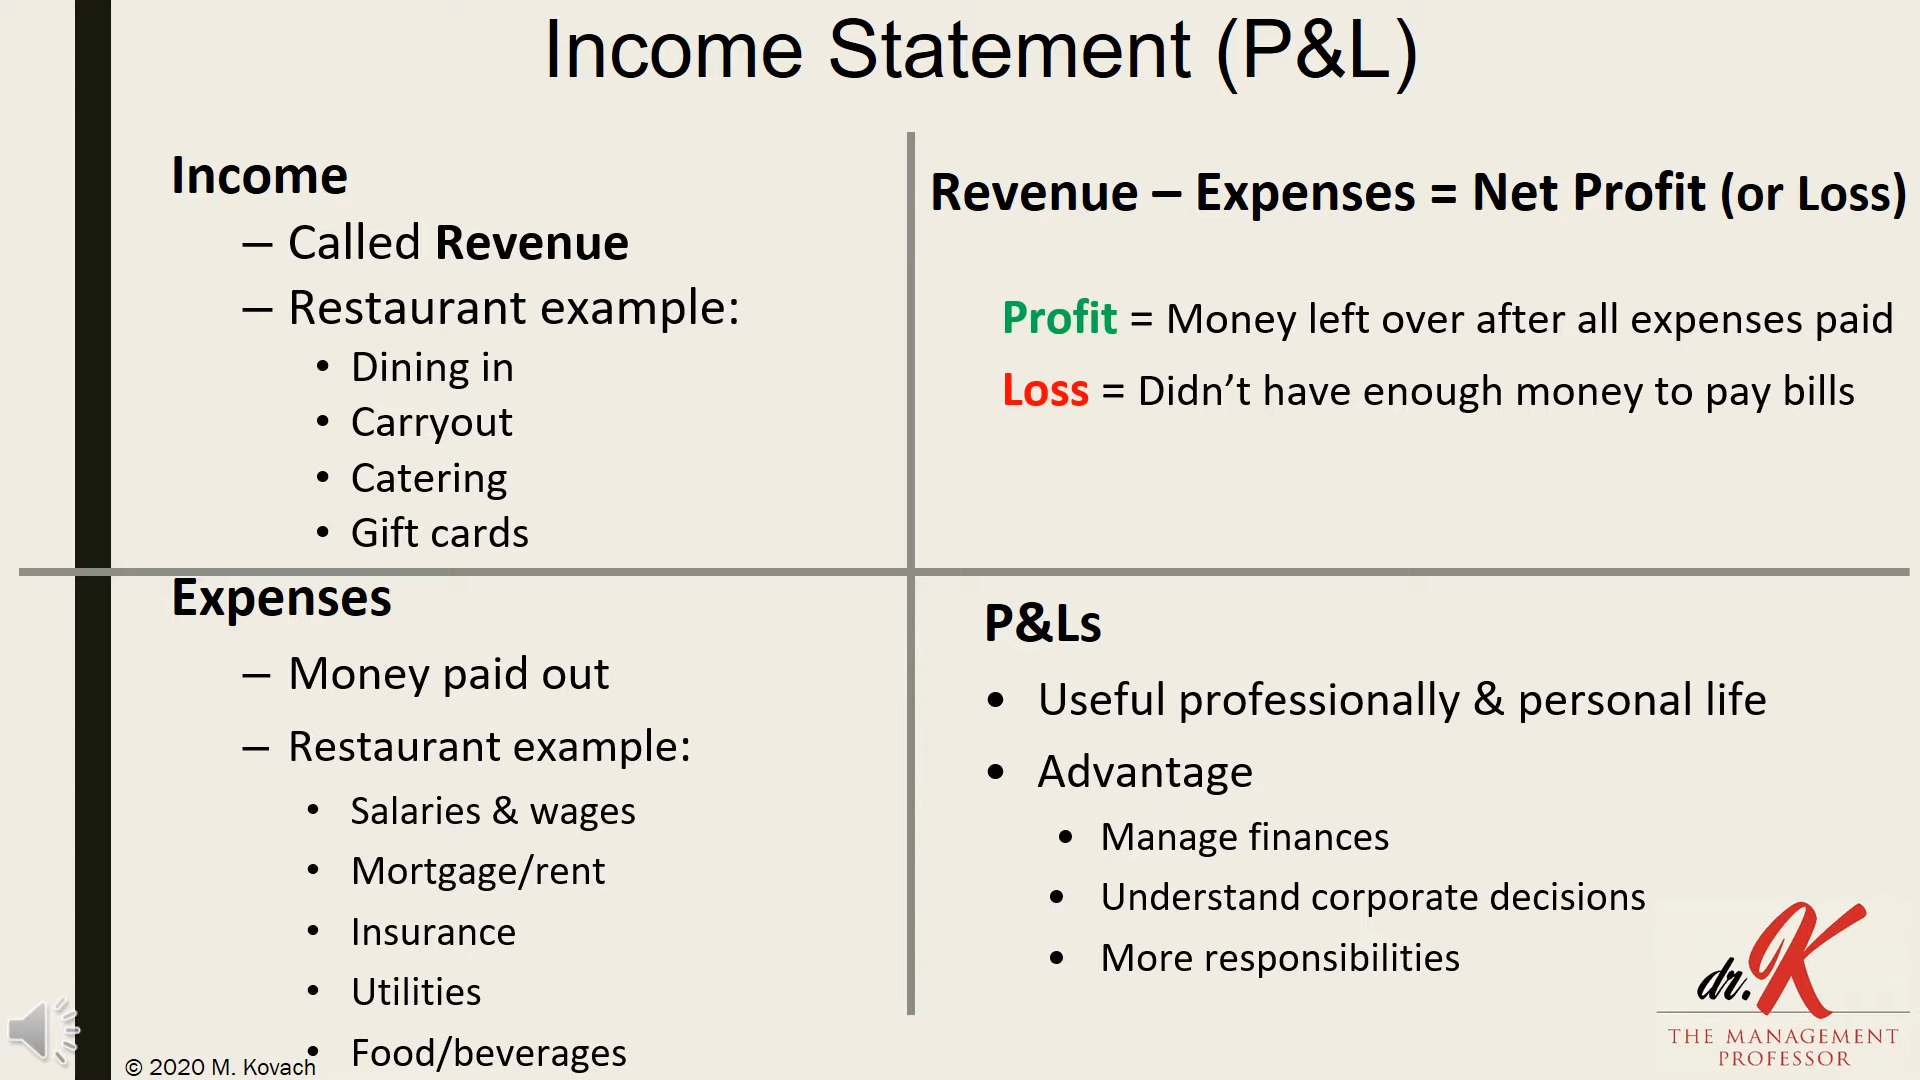 Income Statement (P&L)
Income
– Called Revenue
– Restaurant example:
• Dining in
• Carryout
• Catering
• Gift cards
Revenue – Expenses = Net Profit (or Loss)
Profit = Money left over after all expenses paid
Loss = Didn’t have enough money to pay bills
Expenses
– Money paid out
– Restaurant example:
• Salaries & wages
• Mortgage/rent
• Insurance
• Utilities
• Food/beverages
P&Ls
• Useful professionally & personal life
• Advantage
• Manage finances
• Understand corporate decisions
• More responsibilities
© 2020 M. Kovach
dr. K
THE MANAGEMENT
PROFESSOR